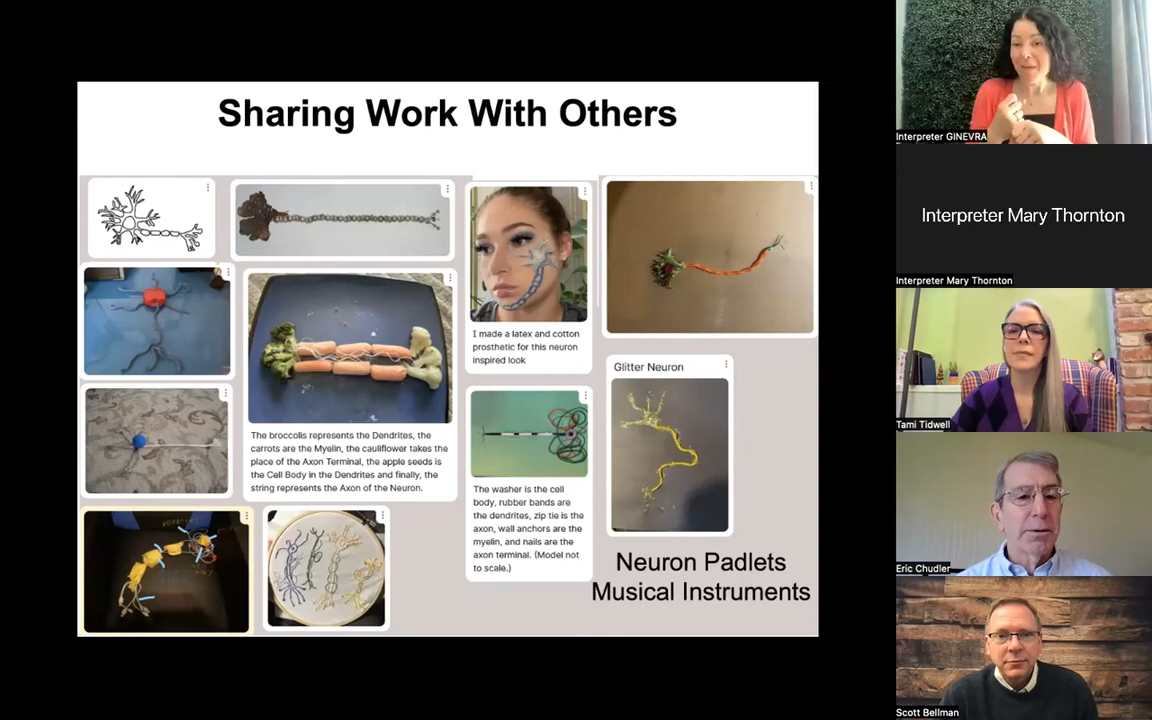 Sharing Work With Others
I made a latex and cotton
prosthetic for this neuron
inspired look
Glitter Neuron
The broccolis represents the Dendrites, the
carrots are the Myelin, the cauliflower takes the
place of the Axon Terminal, the apple seeds is
the Cell Body in the Dendrites and finally, the
string represents the Axon of the Neuron.
The washer is the cell
body, rubber bands are
the dendrites, zip tie is the
axon, wall anchors are the
myelin, and nails are the
axon terminal. (Model not
to scale.)
Neuron Padlets
Musical Instruments
Interpreter GINEVRA
Interpreter Mary Thornton
Interpreter Mary Thornton
Tami Tidwell
Eric Chudler
Scott Bellman